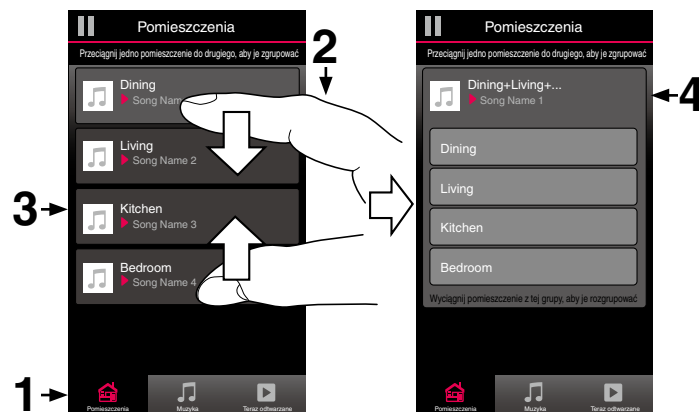 Pomieszczenia
Przeciągnij jedno pomieszczenie do drugiego, aby je zgrupować
2
Dining
Song Nam
Living
Song Name 2
3
Kitchen
Song Name 3
Bedroom
Song Name 4
1
Pomieszczenia
Muzyka
Teraz odtwarzane
Pomieszczenia
Przeciągnij jedno pomieszczenie do drugiego, aby je zgrupować
Dining+Living+...
Song Name 1
4
Dining
Living
Kitchen
Bedroom
Wyciągnij pomieszczenie z tej grupy, aby je rozgrupować
Pomieszczenia
Muzyka
Teraz odtwarzane